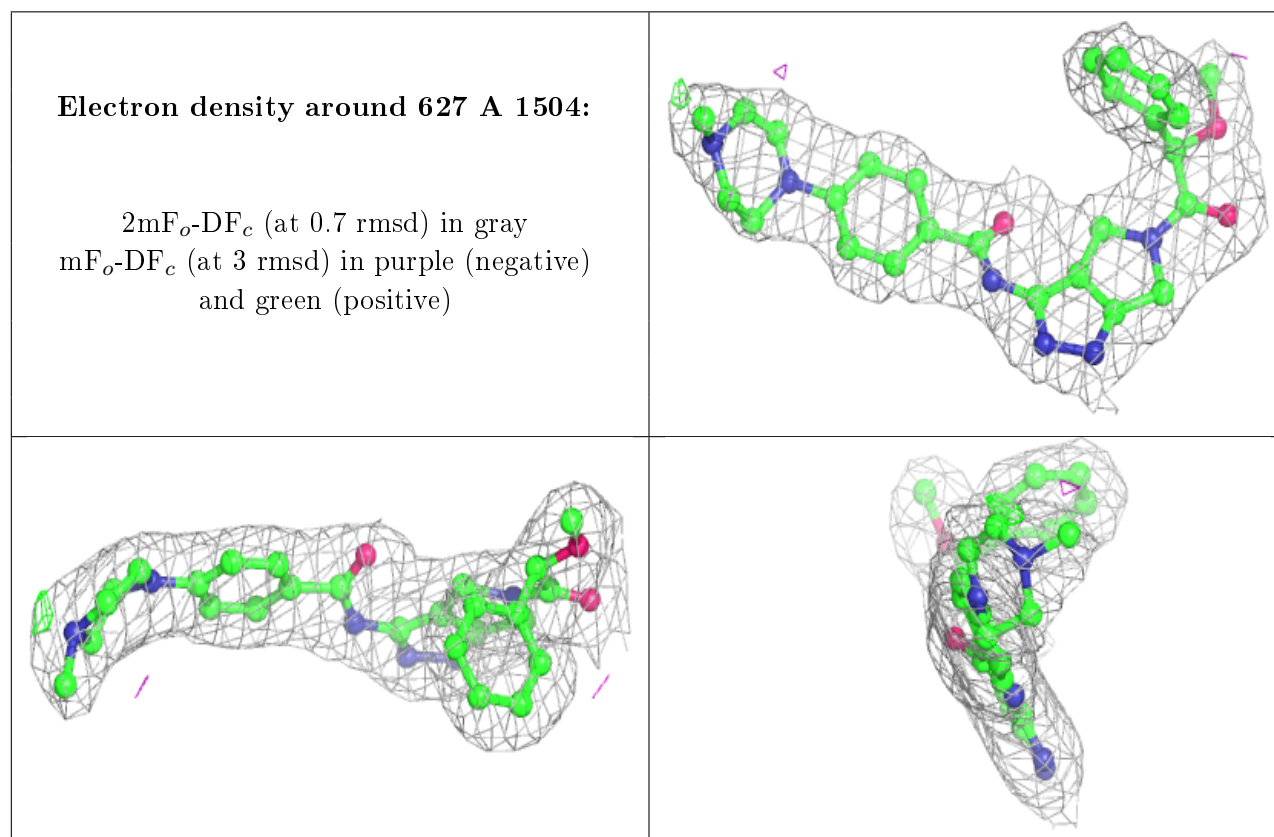 Electron density around 627 A 1504:
2mFₒ-DF𝒸 (at 0.7 rmsd) in gray
mFₒ-DF𝒸 (at 3 rmsd) in purple (negative)
and green (positive)